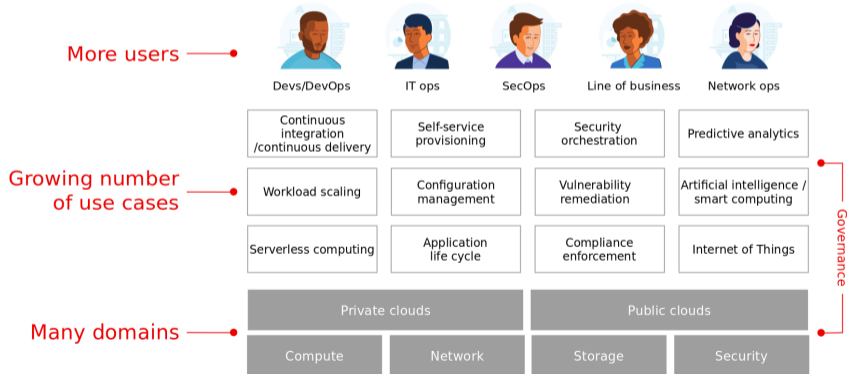 More users
Devs/DevOps
IT ops
SecOps
Line of business
Network ops
Growing number
of use cases
Continuous
integration
/continuous delivery
Self-service
provisioning
Security
orchestration
Predictive analytics
Workload scaling
Configuration
management
Vulnerability
remediation
Artificial intelligence /
smart computing
Serverless computing
Application
life cycle
Compliance
enforcement
Internet of Things
Governance
Many domains
Private clouds
Public clouds
Compute
Network
Storage
Security